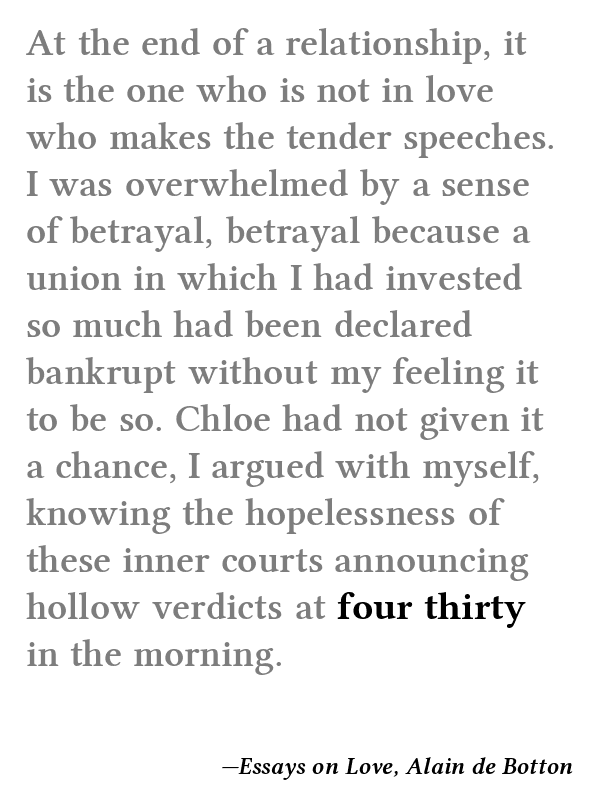 At the end of a relationship, it
is the one who is not in love
who makes the tender speeches.
I was overwhelmed by a sense
of betrayal, betrayal because a
union in which I had invested
so much had been declared
bankrupt without my feeling it
to be so. Chloe had not given it
a chance, I argued with myself,
knowing the hopelessness of
these inner courts announcing
hollow verdicts at four thirty
in the morning.
—Essays on Love, Alain de Botton